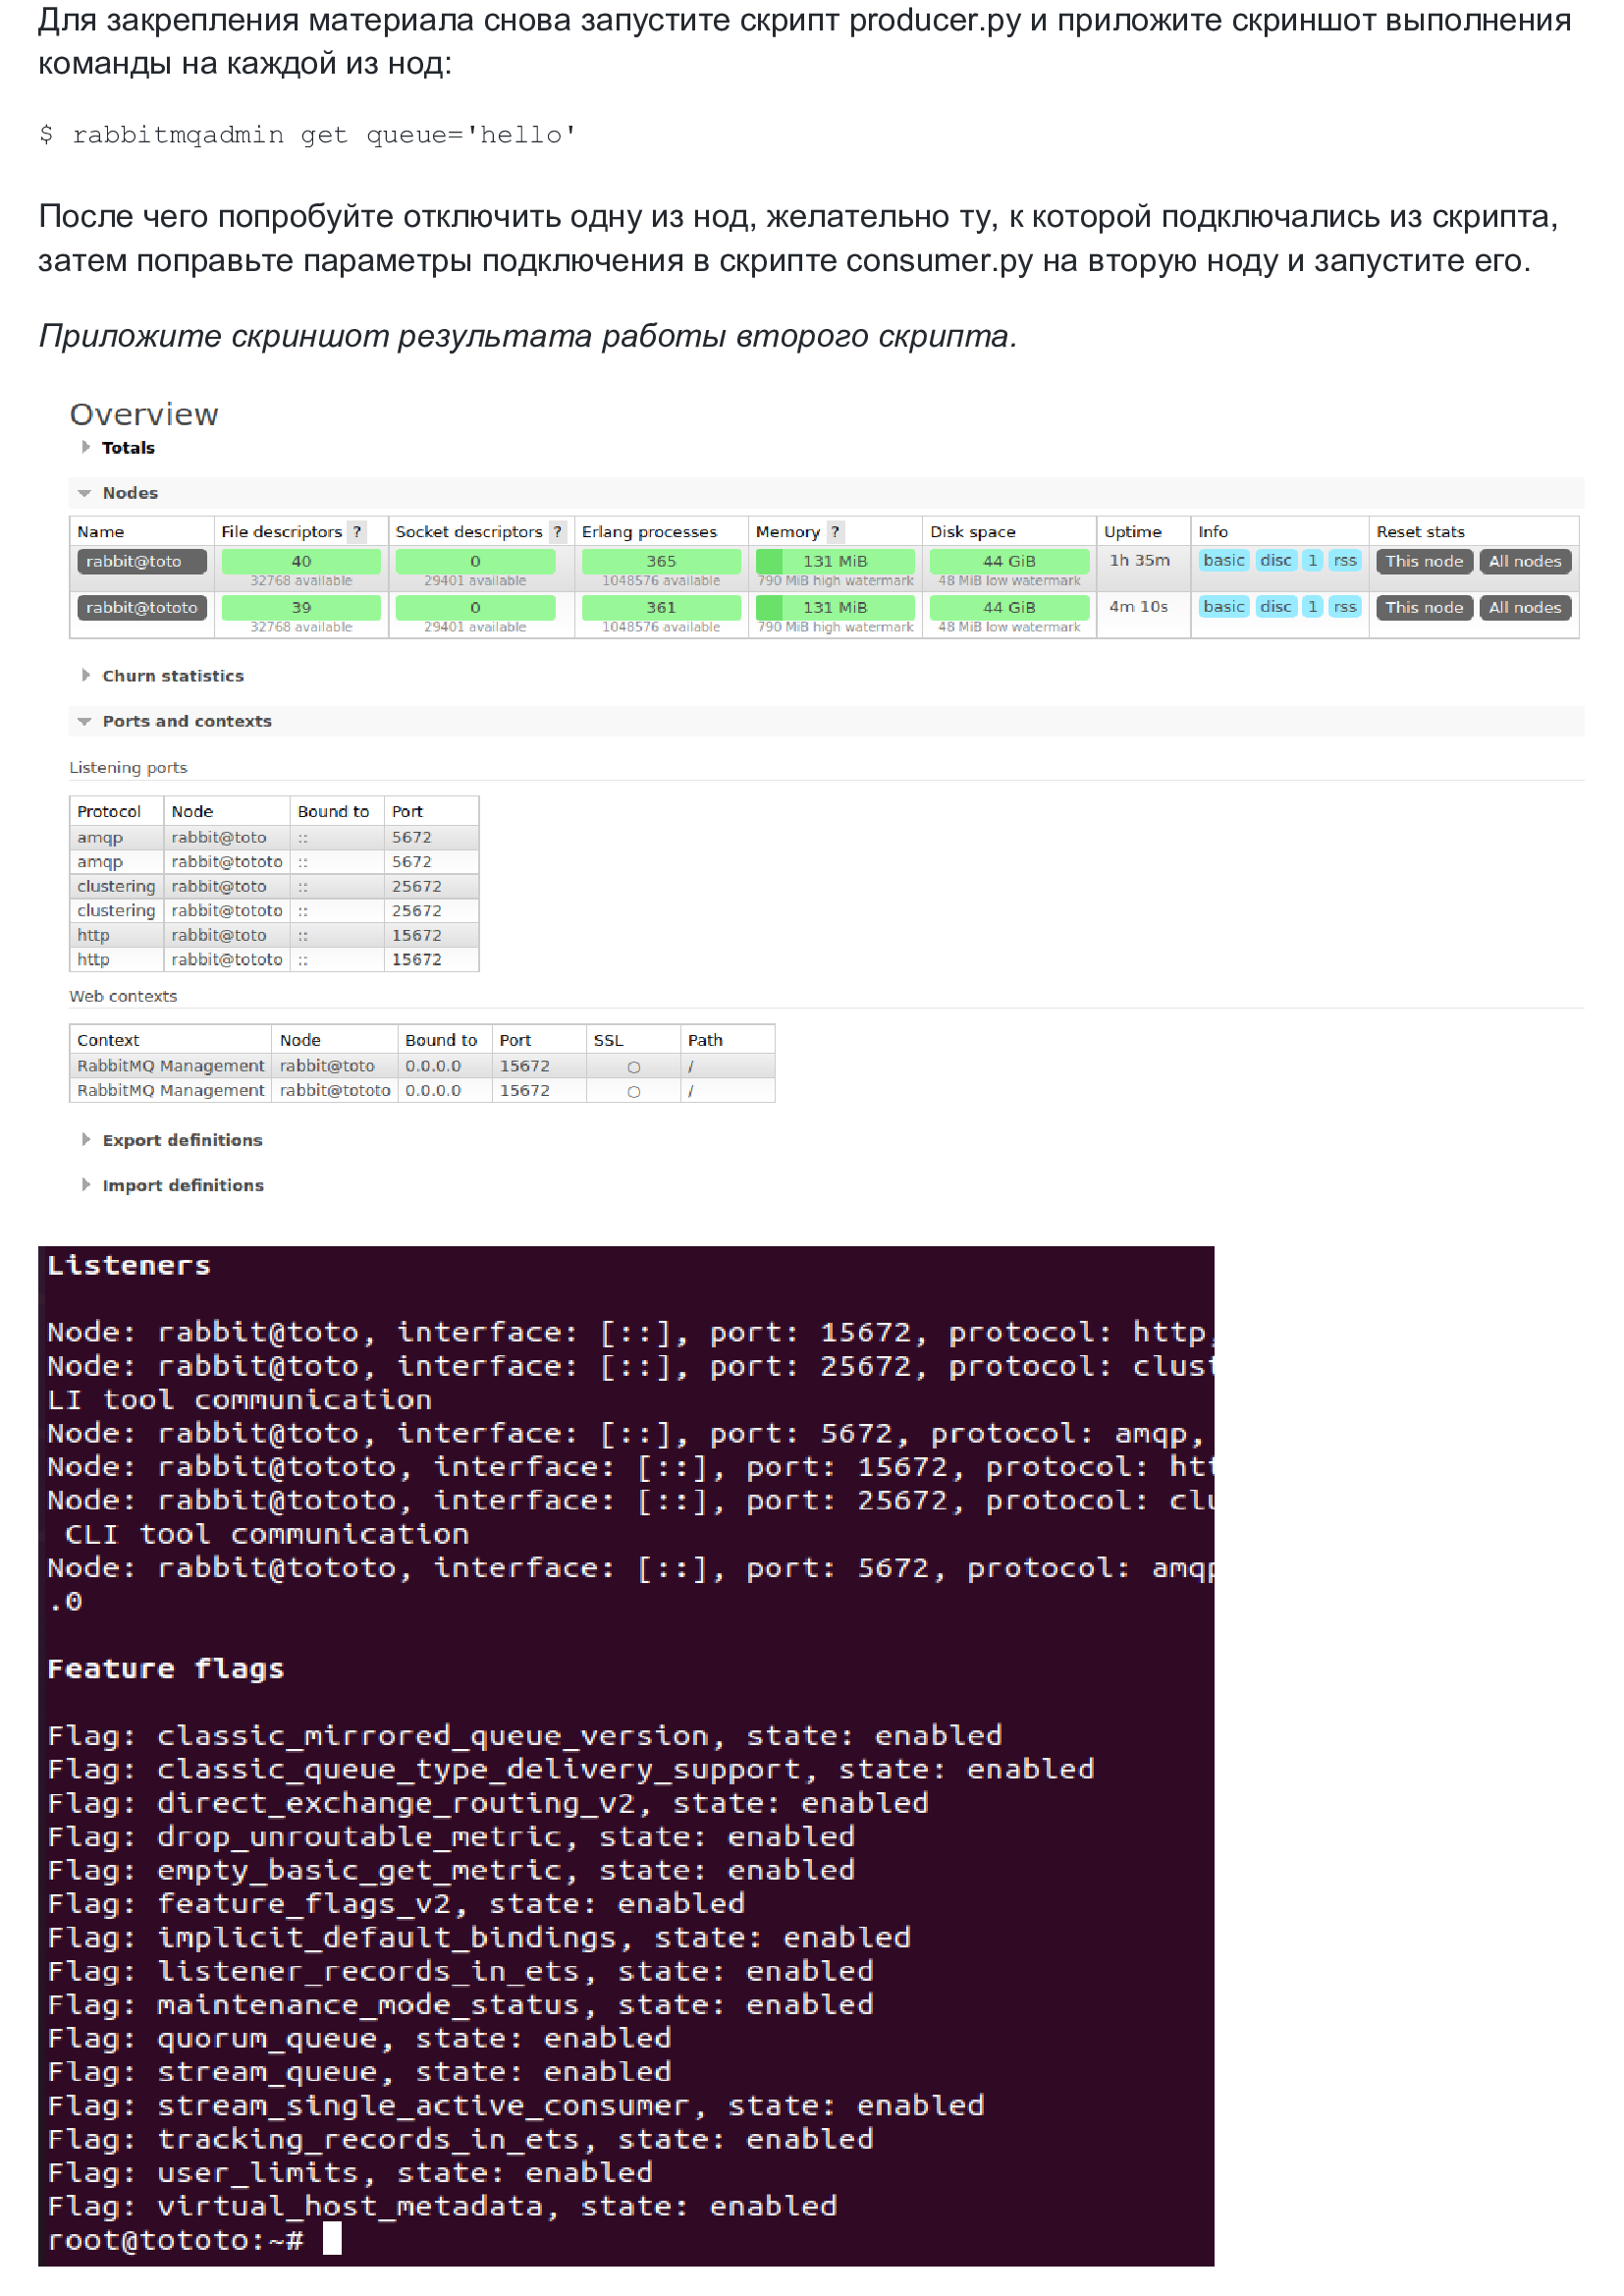 Для закрепления материала снова запустите скрипт producer.py и приложите скриншот выполнения
команды на каждой из нод:
$ rabbitmqadmin get queue='hello'
После чего попробуйте отключить одну из нод, желательно ту, к которой подключались из скрипта,
затем поправьте параметры подключения в скрипте consumer.py на вторую ноду и запустите его.
Приложите скриншот результата работы второго скрипта.
Overview
Totals
Nodes
Name File descriptors ? Socket descriptors ? Erlang processes Memory ? Disk space Uptime Info Reset stats
rabbit@toto 40 0 365 131 MiB 44 GiB 1h 35m basic disc 1 rss This node All nodes
32768 available 29401 available 1048576 available 790 MiB high watermark 48 MiB low watermark
rabbit@tototo 39 0 361 131 MiB 44 GiB 4m 10s basic disc 1 rss This node All nodes
32768 available 29401 available 1048576 available 790 MiB high watermark 48 MiB low watermark
Churn statistics
Ports and contexts
Listening ports
Protocol Node Bound to Port
amqp rabbit@toto :: 5672
amqp rabbit@tototo :: 5672
clustering rabbit@toto :: 25672
clustering rabbit@tototo :: 25672
http rabbit@toto :: 15672
http rabbit@tototo :: 15672
Web contexts
Context Node Bound to Port SSL Path
RabbitMQ Management rabbit@toto 0.0.0.0 15672 ○ /
RabbitMQ Management rabbit@tototo 0.0.0.0 15672 ○ /
Export definitions
Import definitions
Listeners
Node: rabbit@toto, interface: [::], port: 15672, protocol: http,
Node: rabbit@toto, interface: [::], port: 25672, protocol: clust
LI tool communication
Node: rabbit@toto, interface: [::], port: 5672, protocol: amqp,
Node: rabbit@tototo, interface: [::], port: 15672, protocol: htt
Node: rabbit@tototo, interface: [::], port: 25672, protocol: clu
CLI tool communication
Node: rabbit@tototo, interface: [::], port: 5672, protocol: amqp
.0
Feature flags
Flag: classic_mirrored_queue_version, state: enabled
Flag: classic_queue_type_delivery_support, state: enabled
Flag: direct_exchange_routing_v2, state: enabled
Flag: drop_unroutable_metric, state: enabled
Flag: empty_basic_get_metric, state: enabled
Flag: feature_flags_v2, state: enabled
Flag: implicit_default_bindings, state: enabled
Flag: listener_records_in_ets, state: enabled
Flag: maintenance_mode_status, state: enabled
Flag: quorum_queue, state: enabled
Flag: stream_queue, state: enabled
Flag: stream_single_active_consumer, state: enabled
Flag: tracking_records_in_ets, state: enabled
Flag: user_limits, state: enabled
Flag: virtual_host_metadata, state: enabled
root@tototo:~#